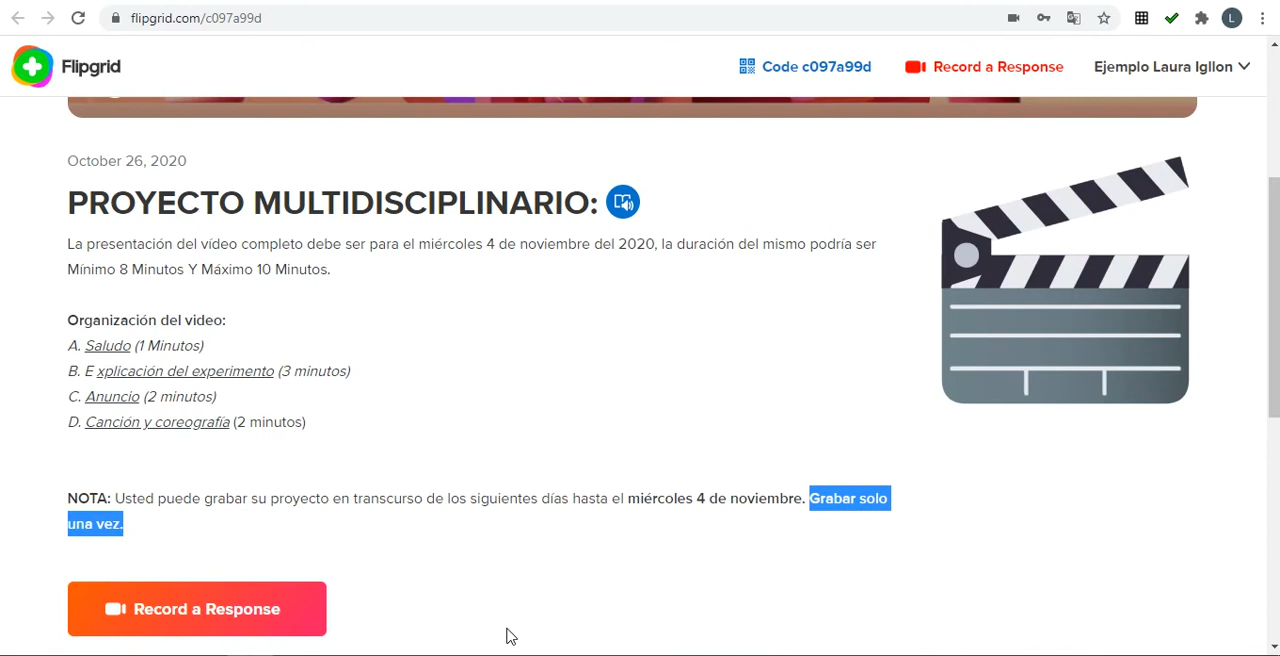 flipgrid.com/c097a99d
L
Flipgrid
Code c097a99d
Record a Response
Ejemplo Laura Igllon
October 26, 2020
PROYECTO MULTIDISCIPLINARIO:
La presentación del vídeo completo debe ser para el miércoles 4 de noviembre del 2020, la duración del mismo podría ser
Mínimo 8 Minutos Y Máximo 10 Minutos.
Organización del video:
A. Saludo (1 Minutos)
B. E xplicación del experimento (3 minutos)
C. Anuncio (2 minutos)
D. Canción y coreografía (2 minutos)
NOTA: Usted puede grabar su proyecto en transcurso de los siguientes días hasta el miércoles 4 de noviembre. Grabar solo
una vez.
Record a Response